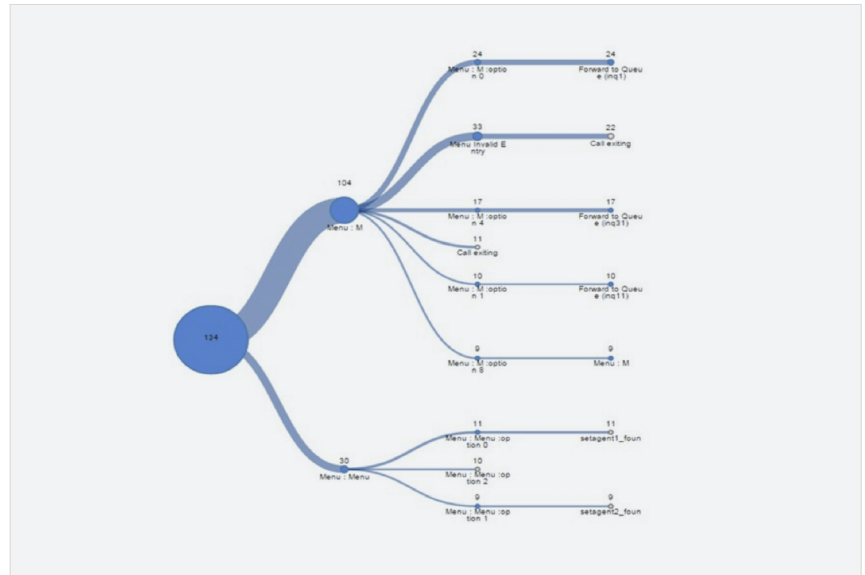 24
Menu : M :optio
n 0
24
Forward to Queu
e (inq1)
33
Menu Invalid E
ntry
22
Call exiting
104
Menu : M
17
Menu : M :optio
n 4
17
Forward to Queu
e (inq31)
11
Call exiting
10
Menu : M :optio
n 1
10
Forward to Queu
e (inq11)
134
9
Menu : M :optio
n 8
9
Menu : M
11
Menu : Menu :op
tion 0
11
setagent1_foun
30
Menu : Menu
10
Menu : Menu :op
tion 2
9
Menu : Menu :op
tion 1
9
setagent2_foun